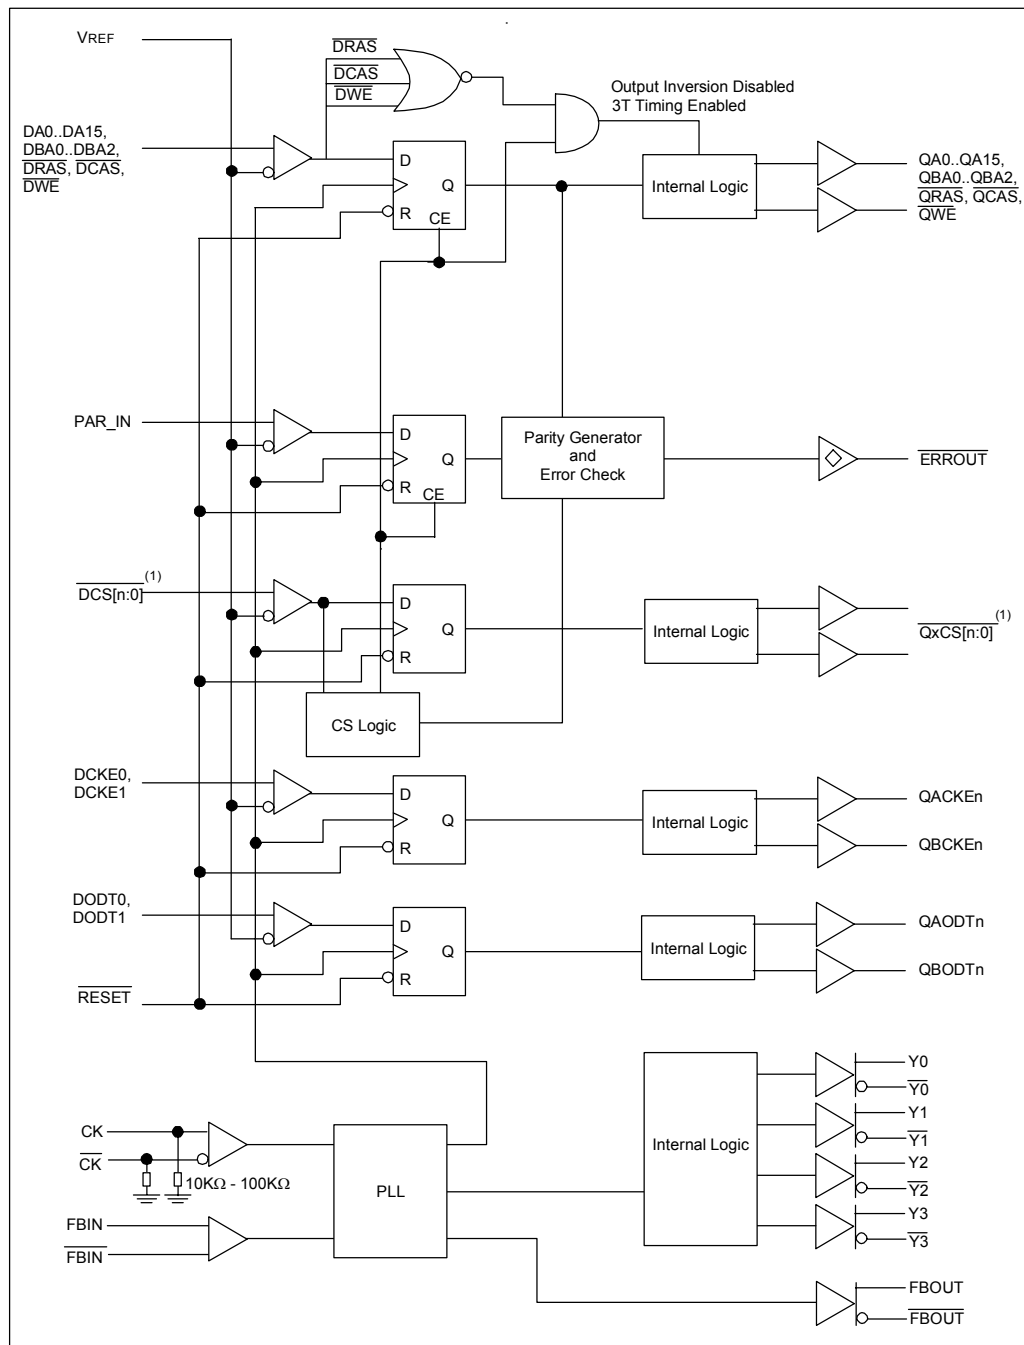 VREF
DRAS
DCAS
DWE
Output Inversion Disabled
3T Timing Enabled
DA0..DA15,
DBA0..DBA2,
DRAS, DCAS,
DWE
D
Q
R
CE
Internal Logic
QA0..QA15,
QBA0..QBA2,
QRAS, QCAS,
QWE
PAR_IN
D
Q
R
CE
Parity Generator
and
Error Check
ERROUT
DCS[n:0](1)
D
Q
R
Internal Logic
QxCS[n:0](1)
CS Logic
DCKE0,
DCKE1
D
Q
R
Internal Logic
QACKEn
QBCKEn
DODT0,
DODT1
D
Q
R
Internal Logic
QAODTn
QBODTn
RESET
CK
CK
10KΩ - 100KΩ
FBIN
FBIN
PLL
Internal Logic
Y0
Y0
Y1
Y1
Y2
Y2
Y3
Y3
FBOUT
FBOUT